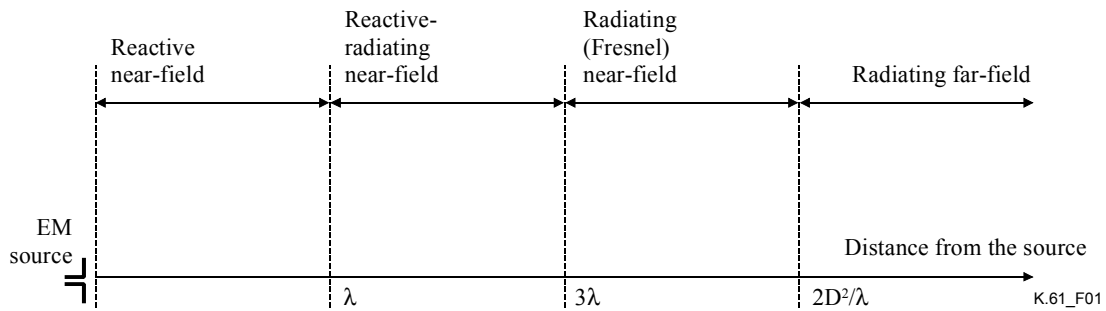 Reactive
near-field
Reactive-
radiating
near-field
Radiating
(Fresnel)
near-field
Radiating far-field
EM
source
Distance from the source
λ
3λ
2D²/λ
K.61_F01